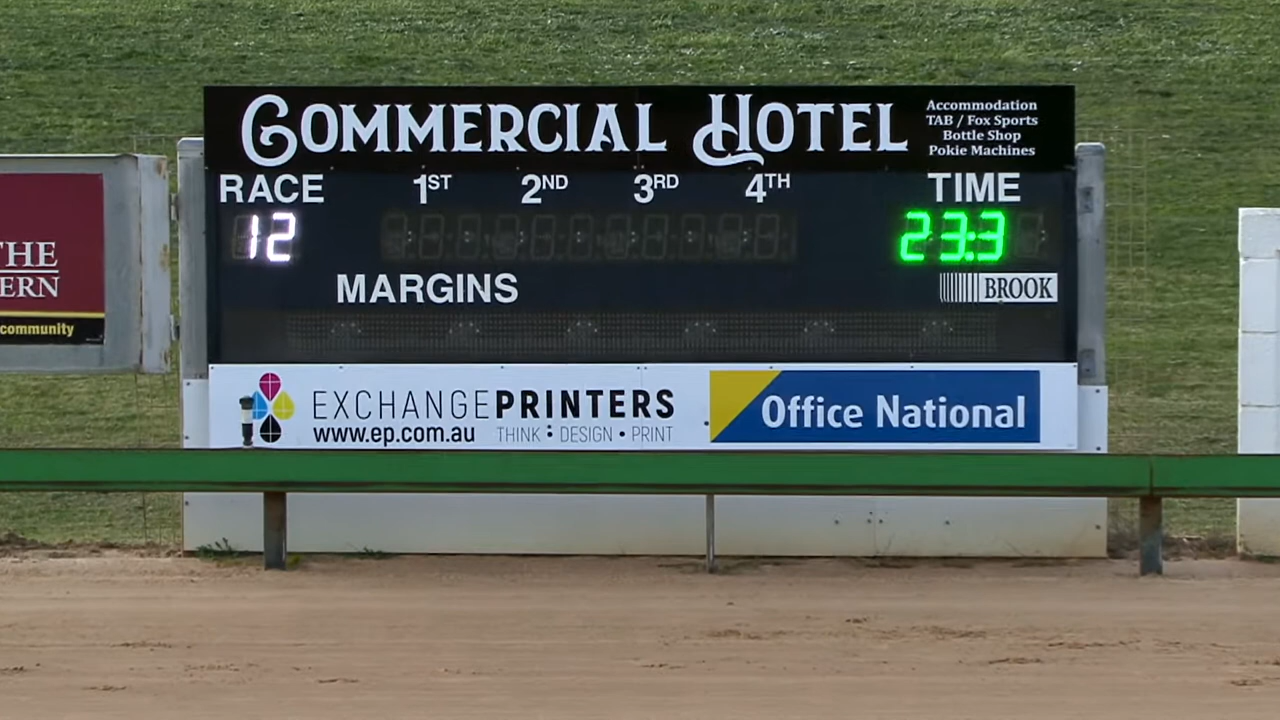 COMMERCIAL HOTEL
Accommodation
TAB / Fox Sports
Bottle Shop
Pokie Machines
RACE 1ST 2ND 3RD 4TH TIME
12 23:3
MARGINS
BROOK
THE
ERN
community
EXCHANGEPRINTERS
www.ep.com.au THINK : DESIGN • PRINT
Office National